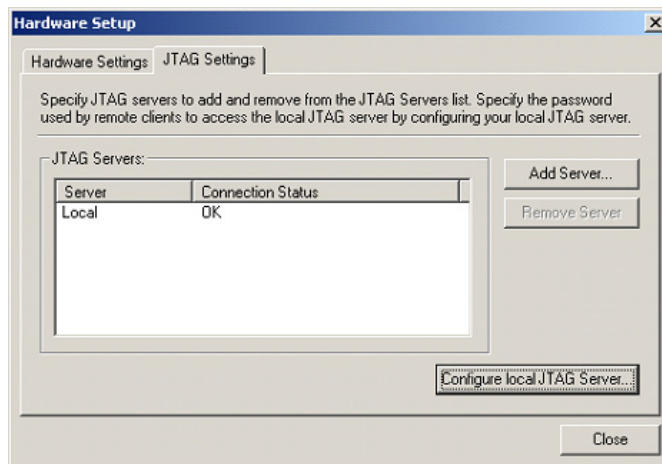 Hardware Setup
Hardware Settings
JTAG Settings
Specify JTAG servers to add and remove from the JTAG Servers list. Specify the password
used by remote clients to access the local JTAG server by configuring your local JTAG server.
JTAG Servers:
Server Connection Status
Local OK
Add Server...
Remove Server
Configure local JTAG Server...
Close